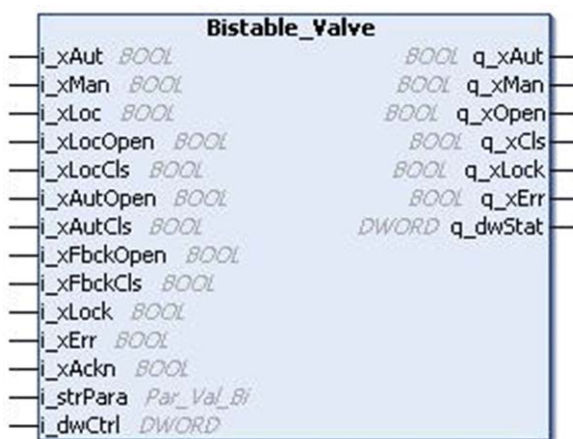 Bistable_Valve
i_xAut BOOL BOOL q_xAut
i_xMan BOOL BOOL q_xMan
i_xLoc BOOL BOOL q_xOpen
i_xLocOpen BOOL BOOL q_xCls
i_xLocCls BOOL BOOL q_xLock
i_xAutOpen BOOL BOOL q_xErr
i_xAutCls BOOL DWORD q_dwStat
i_xFbckOpen BOOL
i_xFbckCls BOOL
i_xLock BOOL
i_xErr BOOL
i_xAckn BOOL
i_strPara Par_Val_Bi
i_dwCtrl DWORD